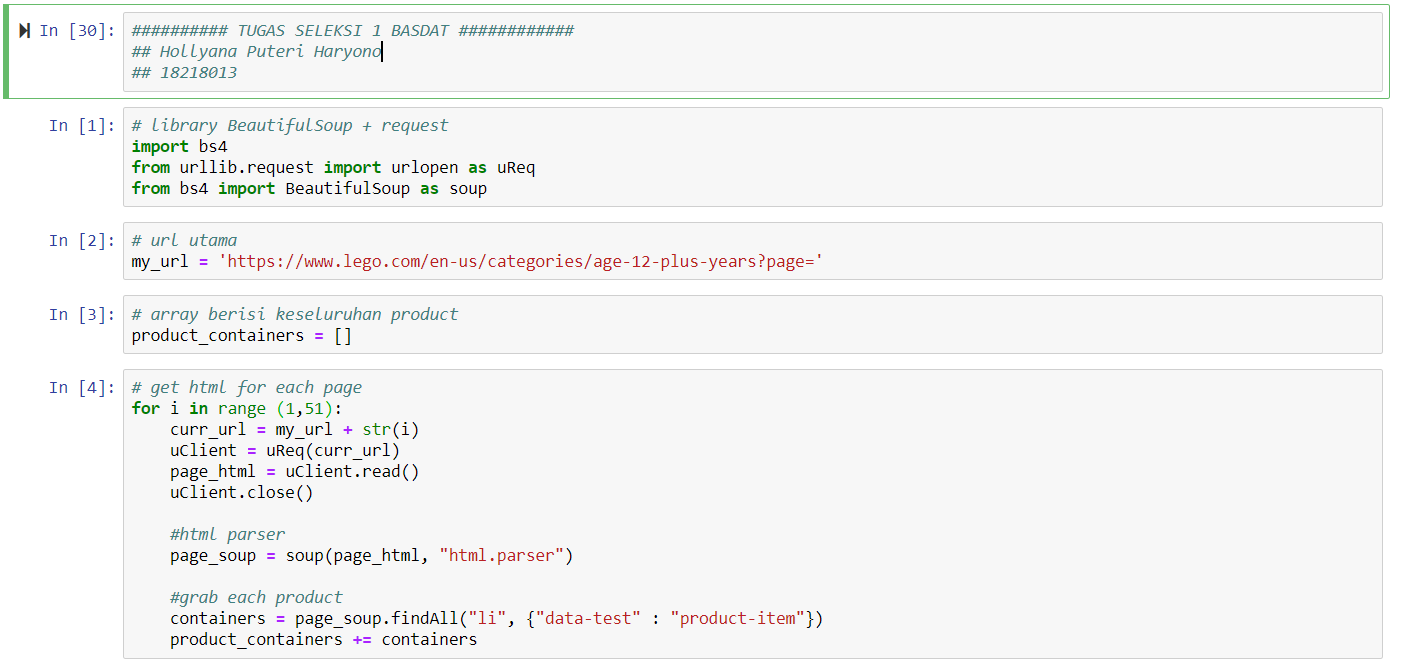 In [30]: ########## TUGAS SELEKSI 1 BASDAT ############
## Hollyana Puteri Haryono
## 18218013
In [1]: # library BeautifulSoup + request
import bs4
from urllib.request import urlopen as uReq
from bs4 import BeautifulSoup as soup
In [2]: # url utama
my_url = 'https://www.lego.com/en-us/categories/age-12-plus-years?page='
In [3]: # array berisi keseluruhan product
product_containers = []
In [4]: # get html for each page
for i in range (1,51):
    curr_url = my_url + str(i)
    uClient = uReq(curr_url)
    page_html = uClient.read()
    uClient.close()
    #html parser
    page_soup = soup(page_html, "html.parser")
    #grab each product
    containers = page_soup.findAll("li", {"data-test" : "product-item"})
    product_containers += containers